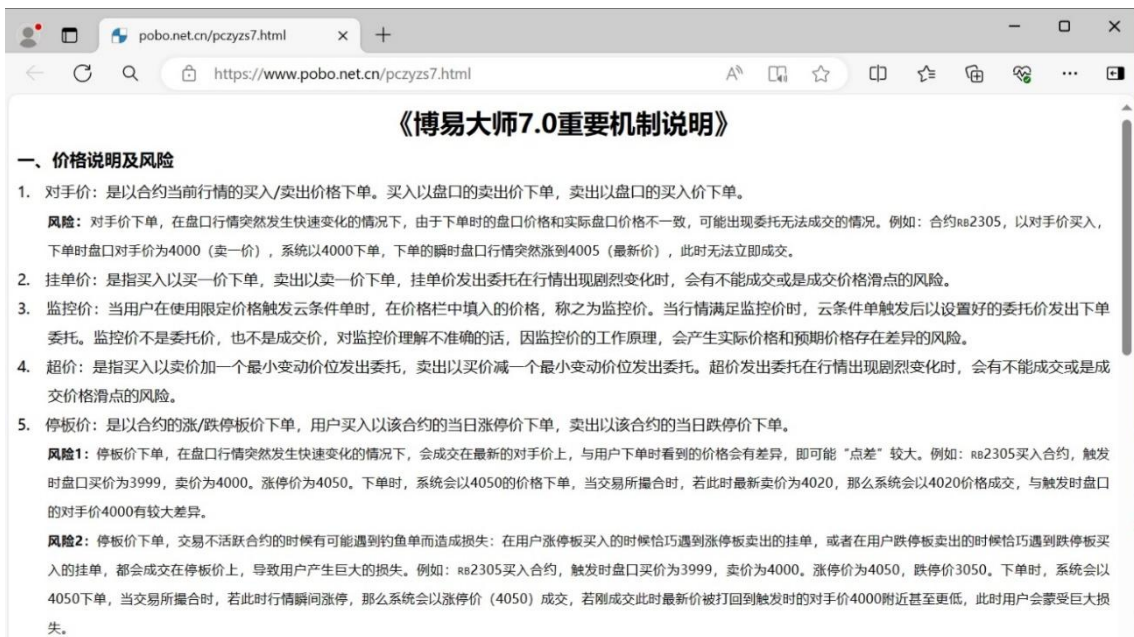 pobo.net.cn/pczyzs7.html
https://www.pobo.net.cn/pczyzs7.html
《博易大师7.0重要机制说明》
一、价格说明及风险
1. 对手价：是以合约当前行情的买入/卖出价格下单。买入以盘口的卖出价下单，卖出以盘口的买入价下单。
风险：对手价下单，在盘口行情突然发生快速变化的情况下，由于下单时的盘口价格和实际盘口价格不一致，可能出现委托无法成交的情况。例如：合约RB2305，以对手价买入，
下单时盘口对手价为4000（卖一价），系统以4000下单，下单的瞬时盘口行情突然涨到4005（最新价），此时无法立即成交。
2. 挂单价：是指买入以买一价下单，卖出以卖一价下单，挂单价发出委托在行情出现剧烈变化时，会有不能成交或是成交价格滑点的风险。
3. 监控价：当用户在使用限定价格触发云条件单时，在价格栏中填入的价格，称之为监控价。当行情满足监控价时，云条件单触发后以设置好的委托价发出下单
委托。监控价不是委托价，也不是成交价，对监控价理解不准确的话，因监控价的工作原理，会产生实际价格和预期价格存在差异的风险。
4. 超价：是指买入以卖价加一个最小变动价位发出委托，卖出以买价减一个最小变动价位发出委托。超价发出委托在行情出现剧烈变化时，会有不能成交或是成
交价格滑点的风险。
5. 停板价：是以合约的涨/跌停板价下单，用户买入以该合约的当日涨停价下单，卖出以该合约的当日跌停价下单。
风险1：停板价下单，在盘口行情突然发生快速变化的情况下，会成交在最新的对手价上，与用户下单时看到的价格会有差异，即可能“点差”较大。例如：RB2305买入合约，触发
时盘口买价为3999，卖价为4000。涨停价为4050。下单时，系统会以4050的价格下单，当交易所撮合时，若此时最新卖价为4020，那么系统会以4020价格成交，与触发时盘口
的对手价4000有较大差异。
风险2：停板价下单，交易不活跃合约的时候有可能遇到钓鱼单而造成损失：在用户涨停板买入的时候恰巧遇到涨停板卖出的挂单，或者在用户跌停板卖出的时候恰巧遇到跌停板买
入的挂单，都会成交在停板价上，导致用户产生巨大的损失。例如：RB2305买入合约，触发时盘口买价为3999，卖价为4000。涨停价为4050，跌停价3050。下单时，系统会以
4050下单，当交易所撮合时，若此时行情瞬间涨停，那么系统会以涨停价（4050）成交，若刚成交此时最新价被打回到触发时的对手价4000附近甚至更低，此时用户会蒙受巨大损
失。